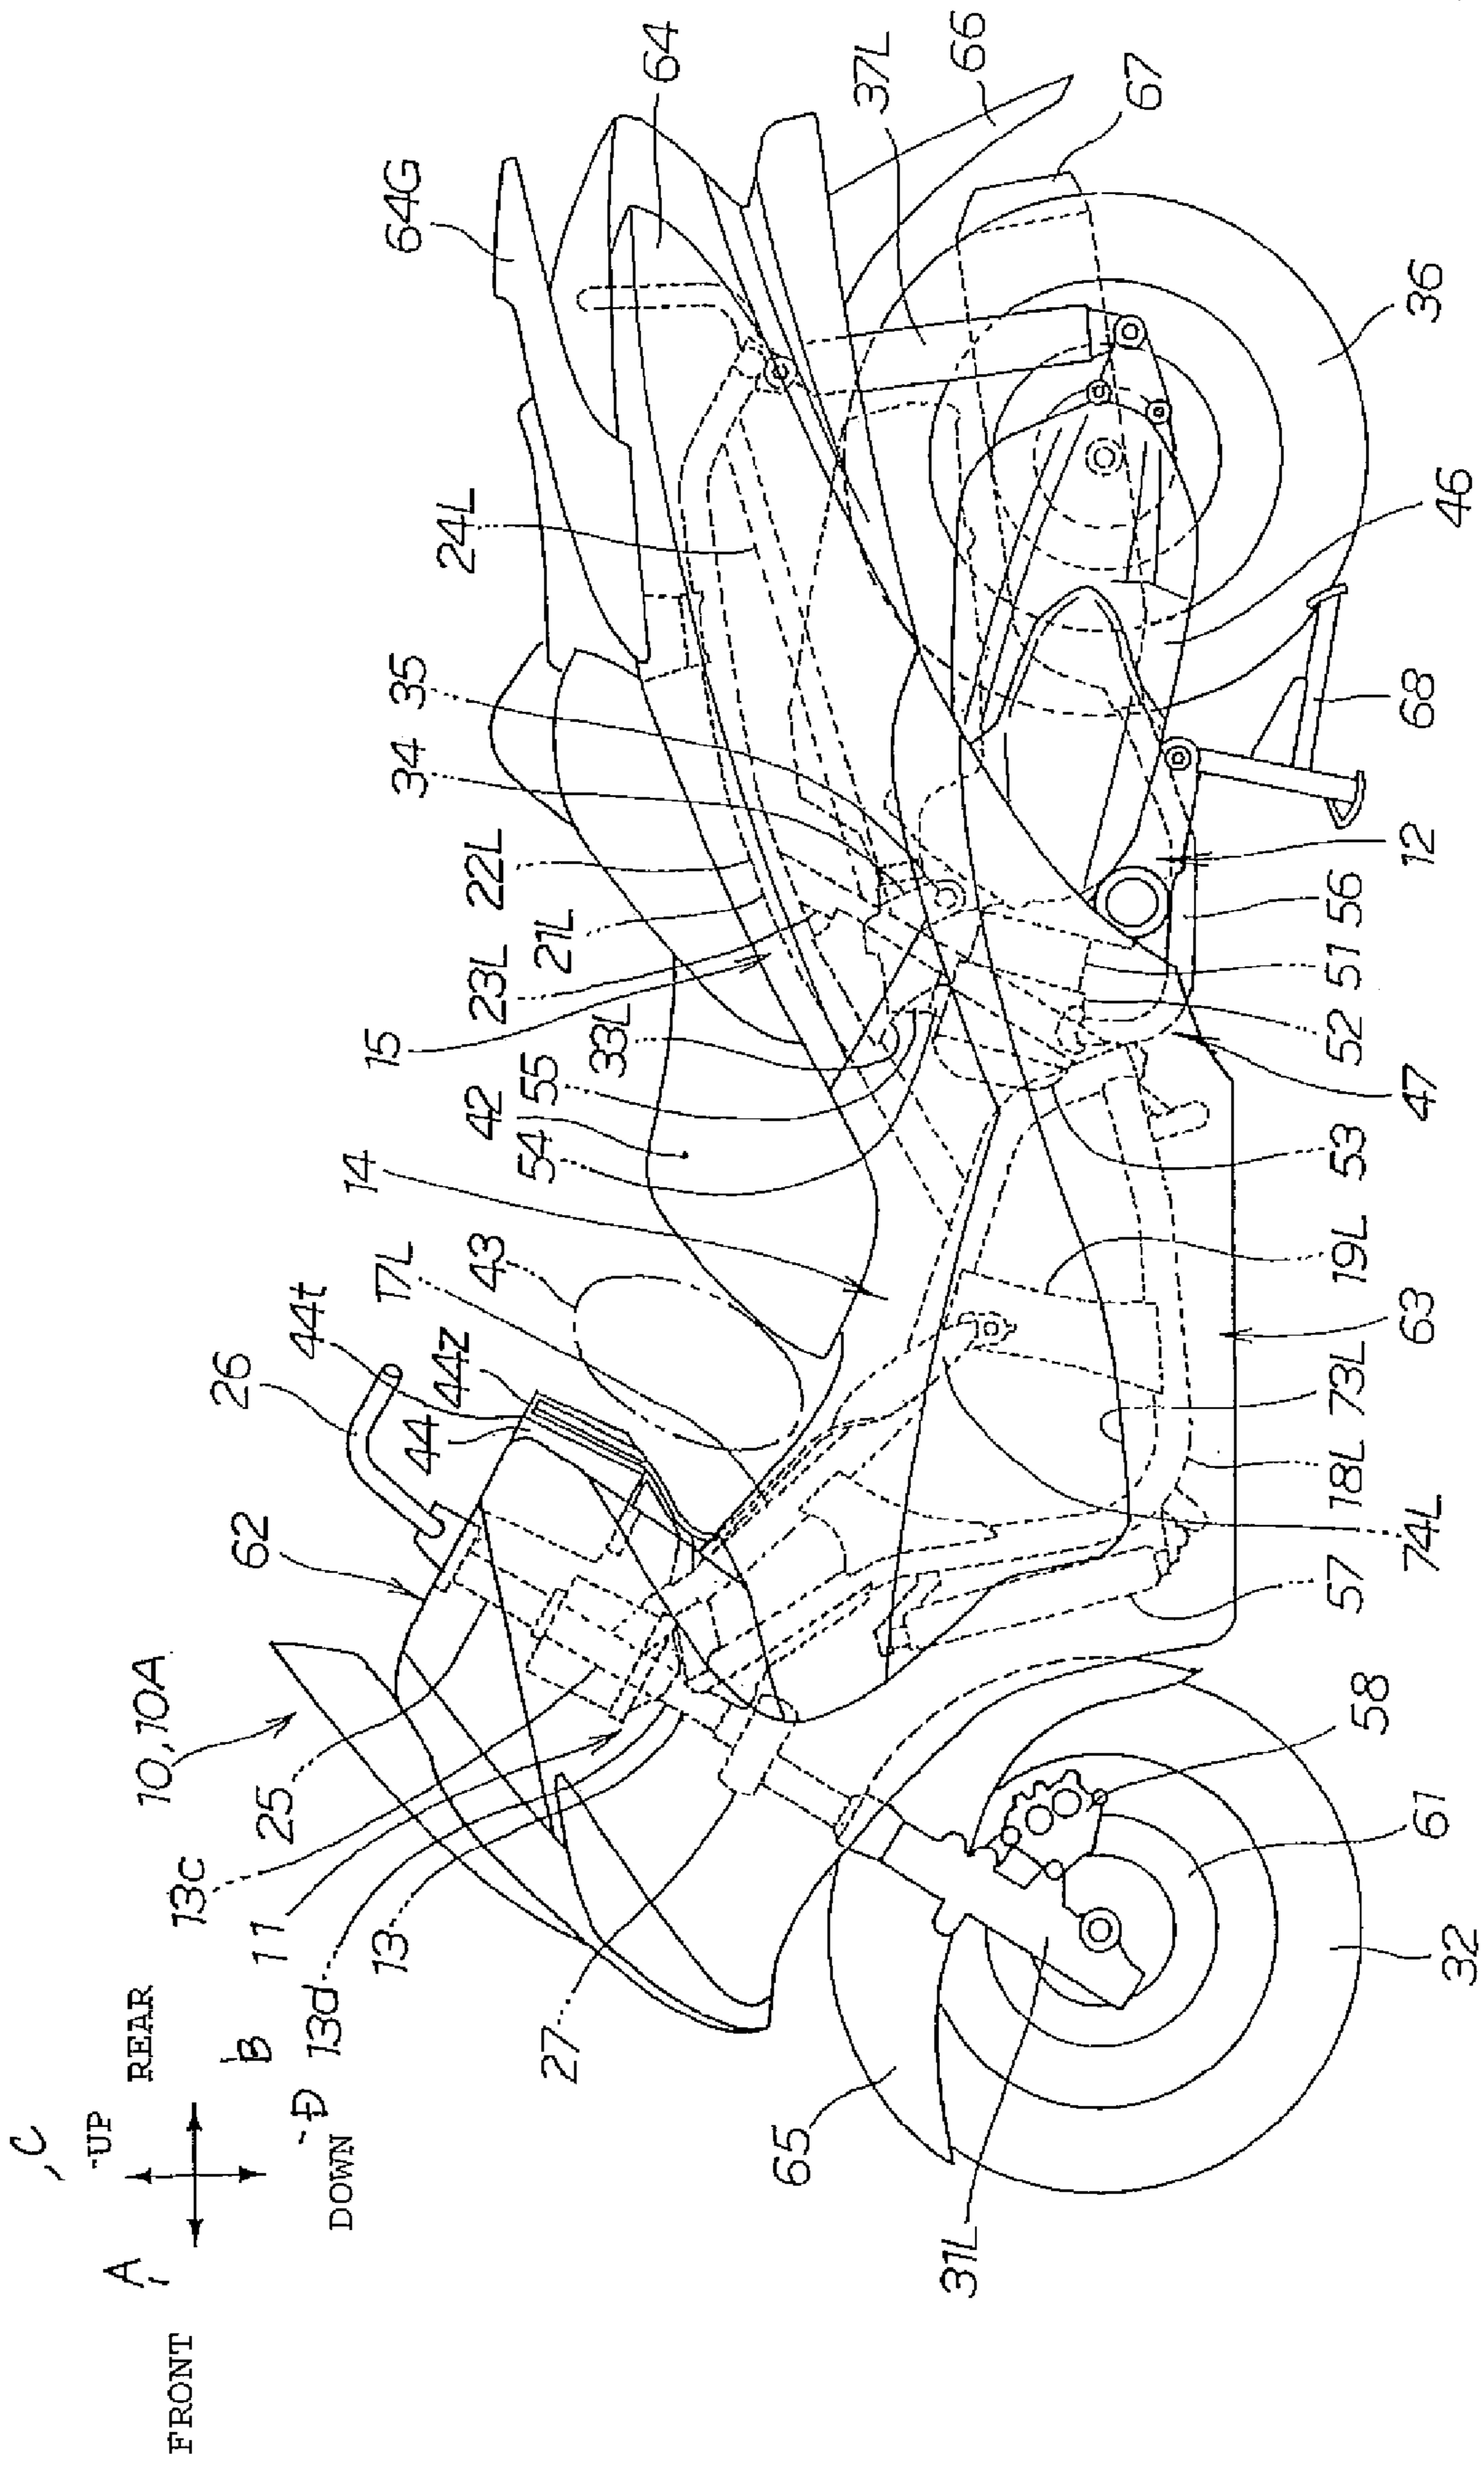 , C
-UP
A,
FRONT
REAR
'B
-D
DOWN
10, 10A
62
26
44t
44
44z
17L
43
14
42
54
55
33L
15
23L
21L
22L
34
35
24L
64G
64
37L
66
67
25
13c
11
13d
13
27
65
31L
32
61
58
57
74L
18L
73L
63
19L
53
47
52
51
56
12
68
46
36